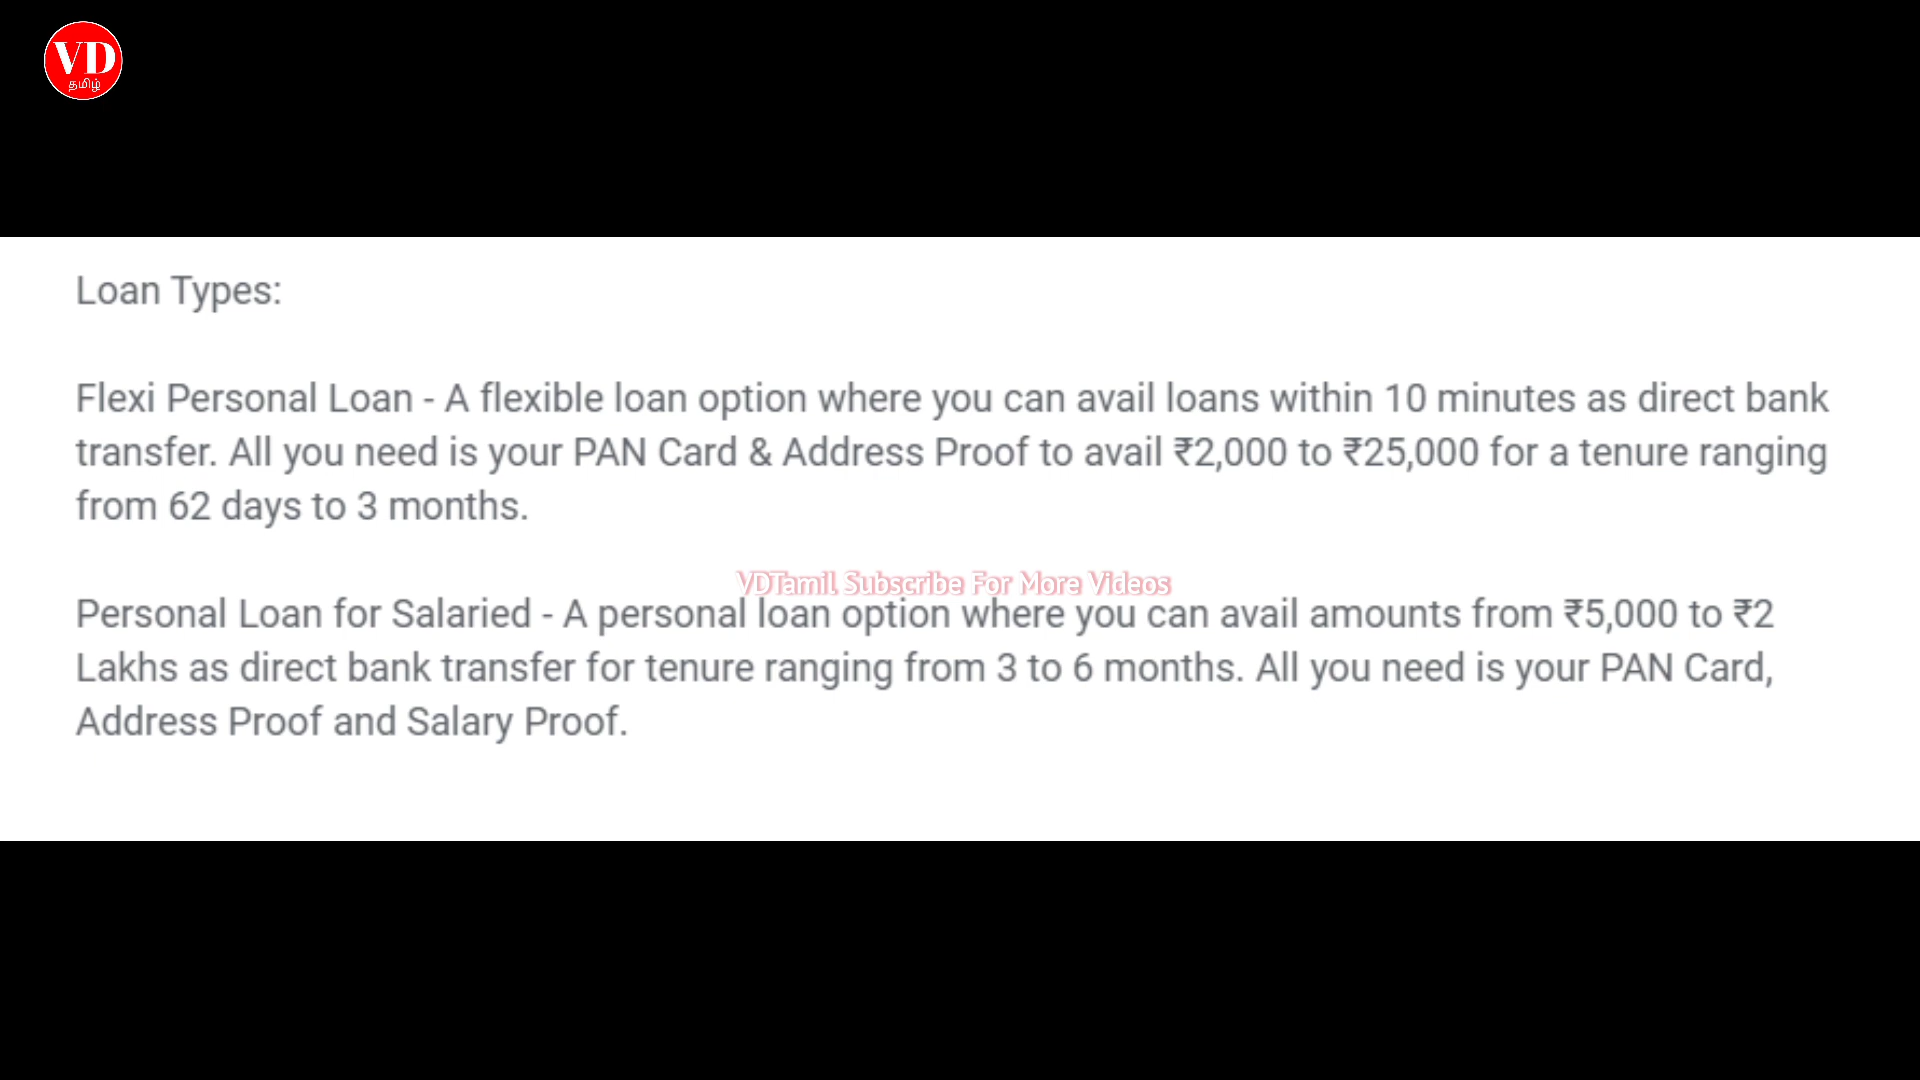 VD
தமிழ்
Loan Types:
Flexi Personal Loan - A flexible loan option where you can avail loans within 10 minutes as direct bank
transfer. All you need is your PAN Card & Address Proof to avail ₹2,000 to ₹25,000 for a tenure ranging
from 62 days to 3 months.
VDTamil Subscribe For More Videos
Personal Loan for Salaried - A personal loan option where you can avail amounts from ₹5,000 to ₹2
Lakhs as direct bank transfer for tenure ranging from 3 to 6 months. All you need is your PAN Card,
Address Proof and Salary Proof.